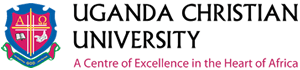 Α Ω
UGANDA CHRISTIAN
UNIVERSITY
A Centre of Excellence in the Heart of Africa